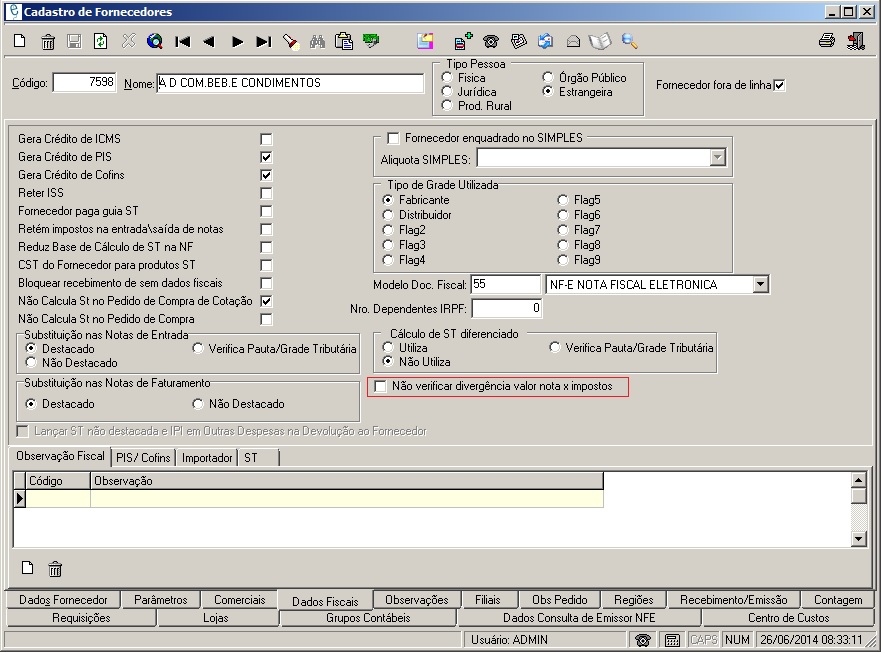 Cadastro de Fornecedores
Tipo Pessoa
Código: 7598 Nome: A D COM.BEB.E CONDIMENTOS
Fisica Órgão Público
Jurídica Estrangeira
Prod. Rural
Fornecedor fora de linha
Gera Crédito de ICMS
Gera Crédito de PIS
Gera Crédito de Cofins
Reter ISS
Fornecedor paga guia ST
Retém impostos na entrada\saída de notas
Reduz Base de Cálculo de ST na NF
CST do Fornecedor para produtos ST
Bloquear recebimento de sem dados fiscais
Não Calcula St no Pedido de Compra de Cotação
Não Calcula St no Pedido de Compra
Fornecedor enquadrado no SIMPLES
Aliquota SIMPLES:
Tipo de Grade Utilizada
Fabricante Flag5
Distribuidor Flag6
Flag2 Flag7
Flag3 Flag8
Flag4 Flag9
Modelo Doc. Fiscal: 55 NF-E NOTA FISCAL ELETRONICA
Nro. Dependentes IRPF: 0
Substituição nas Notas de Entrada
Destacado Verifica Pauta/Grade Tributária
Não Destacado
Cálculo de ST diferenciado
Utiliza Verifica Pauta/Grade Tributária
Não Utiliza
Substituição nas Notas de Faturamento
Destacado Não Destacado
Não verificar divergência valor nota x impostos
Lançar ST não destacada e IPI em Outras Despesas na Devolução ao Fornecedor
Observação Fiscal PIS/ Cofins Importador ST
Código Observação
Dados Fornecedor Parâmetros Comerciais Dados Fiscais Observações Filiais Obs Pedido Regiões Recebimento/Emissão Contagem
Requisições Lojas Grupos Contábeis Dados Consulta de Emissor NFE Centro de Custos
Usuário: ADMIN CAPS NUM 26/06/2014 08:33:11